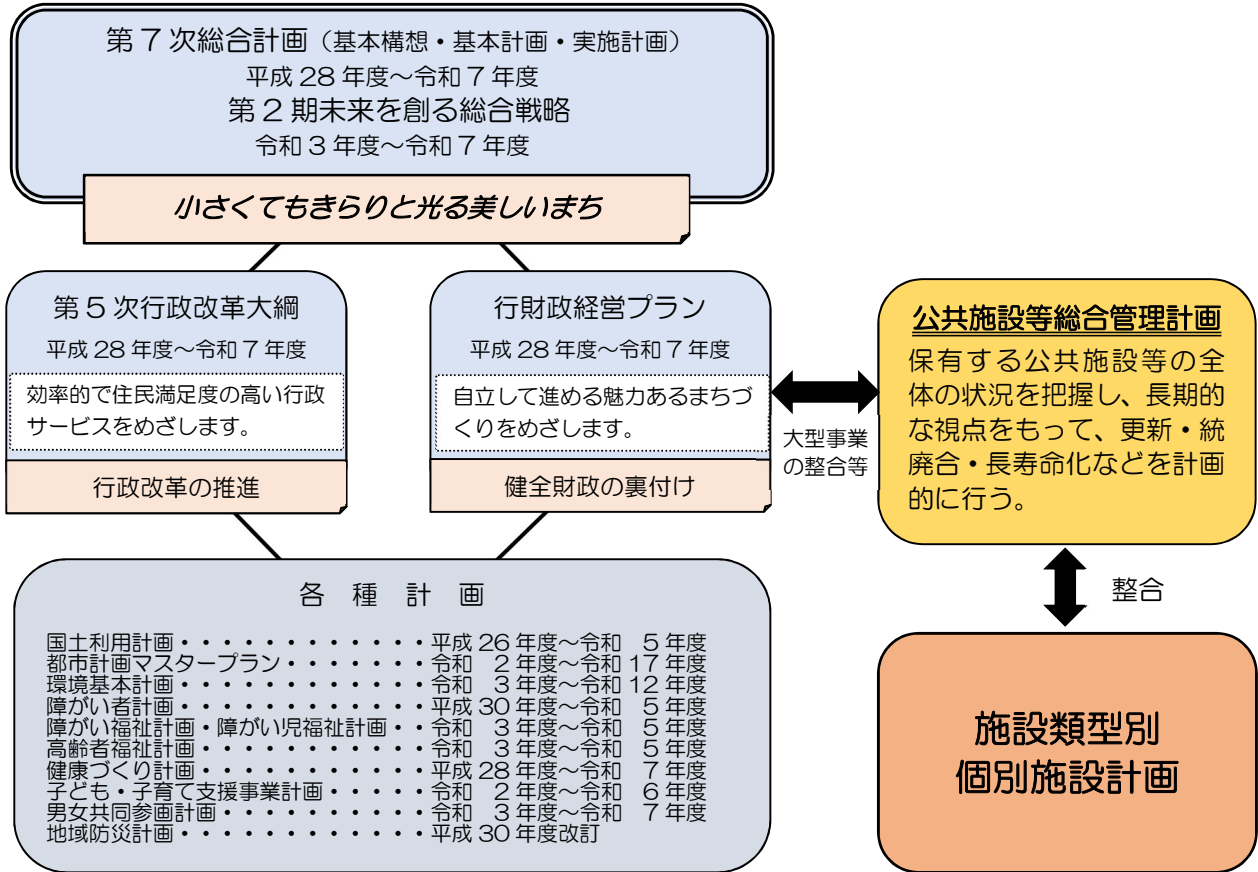 第7次総合計画（基本構想・基本計画・実施計画）
平成28年度～令和7年度
第2期未来を創る総合戦略
令和3年度～令和7年度
小さくてもきらりと光る美しいまち
第5次行政改革大綱
平成28年度～令和7年度
効率的で住民満足度の高い行政
サービスをめざします。
行政改革の推進
行財政経営プラン
平成28年度～令和7年度
自立して進める魅力あるまちづ
くりをめざします。
健全財政の裏付け
大型事業
の整合等
公共施設等総合管理計画
保有する公共施設等の全
体の状況を把握し、長期的
な視点をもって、更新・統
廃合・長寿命化などを計画
的に行う。
整合
施設類型別
個別施設計画
各種計画
国土利用計画・・・・・・・・・・・・平成26年度～令和 5年度
都市計画マスタープラン・・・・・・・令和 2年度～令和17年度
環境基本計画・・・・・・・・・・・・令和 3年度～令和12年度
障がい者計画・・・・・・・・・・・・平成30年度～令和 5年度
障がい福祉計画・障がい児福祉計画・・令和 3年度～令和 5年度
高齢者福祉計画・・・・・・・・・・・令和 3年度～令和 5年度
健康づくり計画・・・・・・・・・・・平成28年度～令和 7年度
子ども・子育て支援事業計画・・・・・令和 2年度～令和 6年度
男女共同参画計画・・・・・・・・・・令和 3年度～令和 7年度
地域防災計画・・・・・・・・・・・・平成30年度改訂